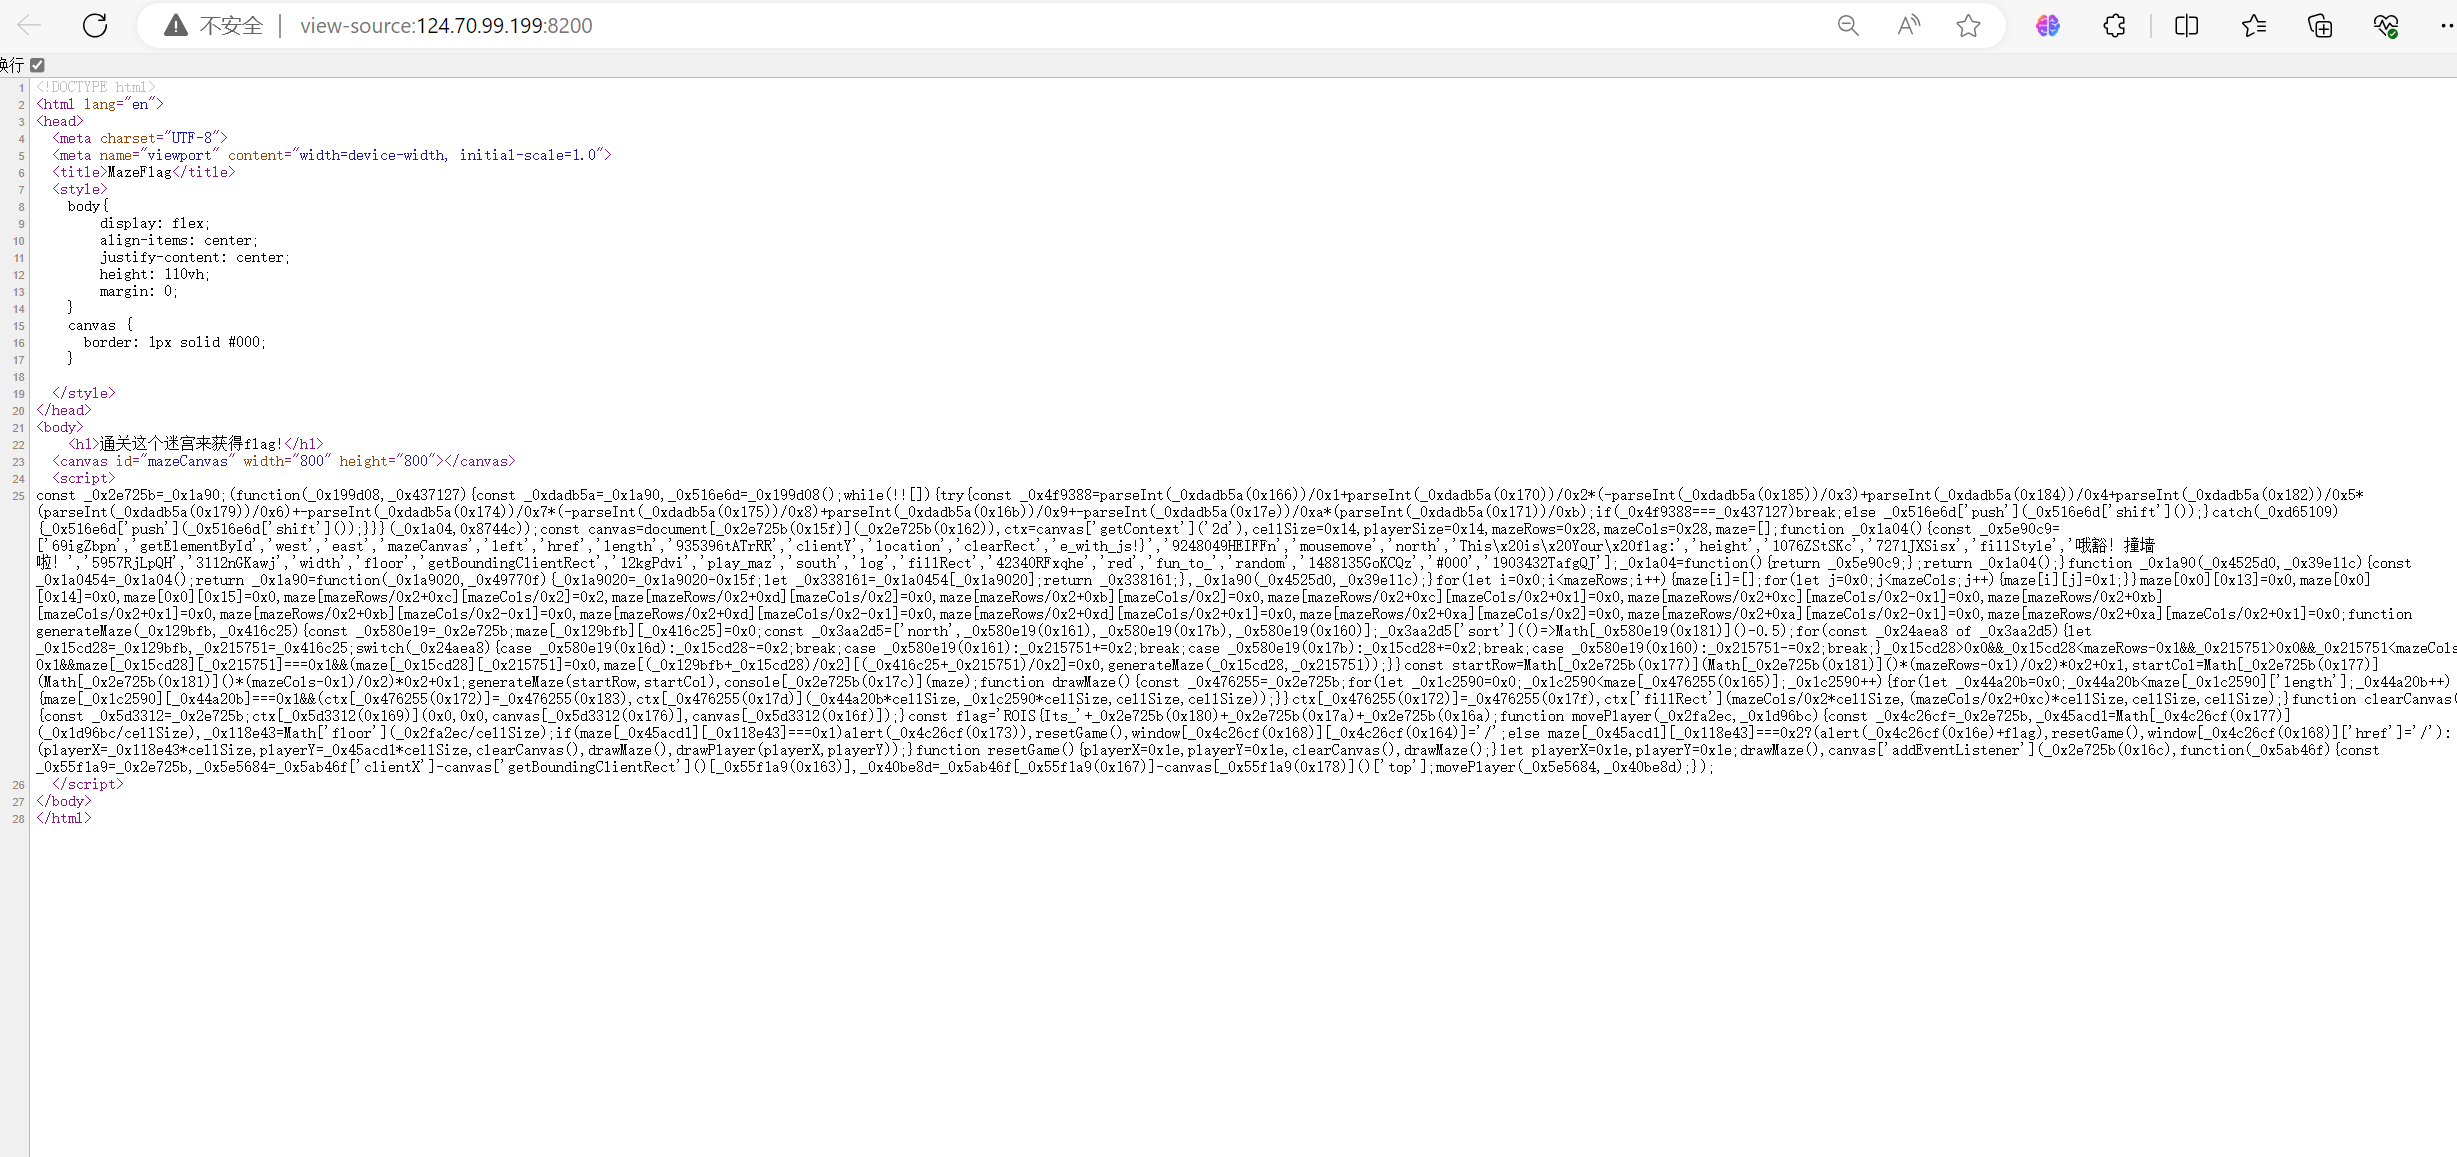 不安全 view-source:124.70.99.199:8200
换行
1 <!DOCTYPE html>
2 <html lang="en">
3 <head>
4 <meta charset="UTF-8">
5 <meta name="viewport" content="width=device-width, initial-scale=1.0">
6 <title>MazeFlag</title>
7 <style>
8 body{
9 display: flex;
10 align-items: center;
11 justify-content: center;
12 height: 110vh;
13 margin: 0;
14 }
15 canvas {
16 border: 1px solid #000;
17 }
18
19 </style>
20 </head>
21 <body>
22 <h1>通关这个迷宫来获得flag!</h1>
23 <canvas id="mazeCanvas" width="800" height="800"></canvas>
24 <script>
25 const _0x2e725b=_0x1a90;(function(_0x199d08,_0x437127){const _0xdadb5a=_0x1a90,_0x516e6d=_0x199d08();while(!![]){try{const _0x4f9388=parseInt(_0xdadb5a(0x166))/0x1+parseInt(_0xdadb5a(0x170))/0x2*(-parseInt(_0xdadb5a(0x185))/0x3)+parseInt(_0xdadb5a(0x184))/0x4+parseInt(_0xdadb5a(0x182))/0x5*
(parseInt(_0xdadb5a(0x179))/0x6)+-parseInt(_0xdadb5a(0x174))/0x7*(-parseInt(_0xdadb5a(0x175))/0x8)+parseInt(_0xdadb5a(0x16b))/0x9+-parseInt(_0xdadb5a(0x17e))/0xa*(parseInt(_0xdadb5a(0x171))/0xb);if(_0x4f9388===_0x437127)break;else _0x516e6d['push'](_0x516e6d['shift']());}catch(_0xd65109)
{_0x516e6d['push'](_0x516e6d['shift']());}}}(_0x1a04,0x8744c));const canvas=document[_0x2e725b(0x15f)](_0x2e725b(0x162)),ctx=canvas['getContext']('2d'),cellSize=0x14,playerSize=0x14,mazeRows=0x28,mazeCols=0x28,maze=[];function _0x1a04(){const _0x5e90c9=
['69igZbpn','getElementById','west','east','mazeCanvas','left','href','length','935396tATrRR','clientY','location','clearRect','e_with_js!}','9248049HEIFFn','mousemove','north','This\x20is\x20Your\x20flag:','height','1076ZStSKc','7271JXSisx','fillStyle','哦豁！撞墙
啦！','5957RjLpQH','3112nGKawj','width','floor','getBoundingClientRect','12kgPdvi','play_maz','south','log','fillRect','42340RFxqhe','red','fun_to_','random','1488135GoKCQz','#000','1903432TafgQJ'];_0x1a04=function(){return _0x5e90c9;};return _0x1a04();}function _0x1a90(_0x4525d0,_0x39e11c){const
_0x1a0454=_0x1a04();return _0x1a90=function(_0x1a9020,_0x49770f){_0x1a9020=_0x1a9020-0x15f;let _0x338161=_0x1a0454[_0x1a9020];return _0x338161;},_0x1a90(_0x4525d0,_0x39e11c);}for(let i=0x0;i<mazeRows;i++){maze[i]=[];for(let j=0x0;j<mazeCols;j++){maze[i][j]=0x1;}}maze[0x0][0x13]=0x0,maze[0x0]
[0x14]=0x0,maze[0x0][0x15]=0x0,maze[mazeRows/0x2+0xc][mazeCols/0x2]=0x2,maze[mazeRows/0x2+0xd][mazeCols/0x2]=0x0,maze[mazeRows/0x2+0xb][mazeCols/0x2]=0x0,maze[mazeRows/0x2+0xc][mazeCols/0x2+0x1]=0x0,maze[mazeRows/0x2+0xc][mazeCols/0x2-0x1]=0x0,maze[mazeRows/0x2+0xb]
[mazeCols/0x2+0x1]=0x0,maze[mazeRows/0x2+0xb][mazeCols/0x2-0x1]=0x0,maze[mazeRows/0x2+0xd][mazeCols/0x2-0x1]=0x0,maze[mazeRows/0x2+0xd][mazeCols/0x2+0x1]=0x0,maze[mazeRows/0x2+0xa][mazeCols/0x2]=0x0,maze[mazeRows/0x2+0xa][mazeCols/0x2-0x1]=0x0,maze[mazeRows/0x2+0xa][mazeCols/0x2+0x1]=0x0;function
generateMaze(_0x129bfb,_0x416c25){const _0x580e19=_0x2e725b;maze[_0x129bfb][_0x416c25]=0x0;const _0x3aa2d5=['north',_0x580e19(0x161),_0x580e19(0x17b),_0x580e19(0x160)];_0x3aa2d5['sort'](()=>Math[_0x580e19(0x181)]()-0.5);for(const _0x24aea8 of _0x3aa2d5){let
_0x15cd28=_0x129bfb,_0x215751=_0x416c25;switch(_0x24aea8){case _0x580e19(0x16d):_0x15cd28-=0x2;break;case _0x580e19(0x161):_0x215751+=0x2;break;case _0x580e19(0x17b):_0x15cd28+=0x2;break;case _0x580e19(0x160):_0x215751-=0x2;break;}_0x15cd28>0x0&&_0x15cd28<mazeRows-0x1&&_0x215751>0x0&&_0x215751<mazeCols
0x1&&maze[_0x15cd28][_0x215751]===0x1&&(maze[_0x15cd28][_0x215751]=0x0,maze[(_0x129bfb+_0x15cd28)/0x2][(_0x416c25+_0x215751)/0x2]=0x0,generateMaze(_0x15cd28,_0x215751));}}const startRow=Math[_0x2e725b(0x177)](Math[_0x2e725b(0x181)]()*(mazeRows-0x1)/0x2)*0x2+0x1,startCol=Math[_0x2e725b(0x177)]
(Math[_0x2e725b(0x181)]()*(mazeCols-0x1)/0x2)*0x2+0x1;generateMaze(startRow,startCol),console[_0x2e725b(0x17c)](maze);function drawMaze(){const _0x476255=_0x2e725b;for(let _0x1c2590=0x0;_0x1c2590<maze[_0x476255(0x165)];_0x1c2590++){for(let _0x44a20b=0x0;_0x44a20b<maze[_0x1c2590]['length'];_0x44a20b++)
{maze[_0x1c2590][_0x44a20b]===0x1&&(ctx[_0x476255(0x172)]=_0x476255(0x183),ctx[_0x476255(0x17d)](_0x44a20b*cellSize,_0x1c2590*cellSize,cellSize,cellSize));}}ctx[_0x476255(0x172)]=_0x476255(0x17f),ctx['fillRect'](mazeCols/0x2*cellSize,(mazeCols/0x2+0xc)*cellSize,cellSize,cellSize);}function clearCanvas(
{const _0x5d3312=_0x2e725b;ctx[_0x5d3312(0x169)](0x0,0x0,canvas[_0x5d3312(0x176)],canvas[_0x5d3312(0x16f)]);}const flag='ROIS{Its_'+_0x2e725b(0x180)+_0x2e725b(0x17a)+_0x2e725b(0x16a);function movePlayer(_0x2fa2ec,_0x1d96bc){const _0x4c26cf=_0x2e725b,_0x45acd1=Math[_0x4c26cf(0x177)]
(_0x1d96bc/cellSize),_0x118e43=Math['floor'](_0x2fa2ec/cellSize);if(maze[_0x45acd1][_0x118e43]===0x1)alert(_0x4c26cf(0x173)),resetGame(),window[_0x4c26cf(0x168)][_0x4c26cf(0x164)]='/';else maze[_0x45acd1][_0x118e43]===0x2?(alert(_0x4c26cf(0x16e)+flag),resetGame(),window[_0x4c26cf(0x168)]['href']='/'):
(playerX=_0x118e43*cellSize,playerY=_0x45acd1*cellSize,clearCanvas(),drawMaze(),drawPlayer(playerX,playerY));}function resetGame(){playerX=0x1e,playerY=0x1e,clearCanvas(),drawMaze();}let playerX=0x1e,playerY=0x1e;drawMaze(),canvas['addEventListener'](_0x2e725b(0x16c),function(_0x5ab46f){const
_0x55f1a9=_0x2e725b,_0x5e5684=_0x5ab46f['clientX']-canvas['getBoundingClientRect']()[_0x55f1a9(0x163)],_0x40be8d=_0x5ab46f[_0x55f1a9(0x167)]-canvas[_0x55f1a9(0x178)]()['top'];movePlayer(_0x5e5684,_0x40be8d);});
26 </script>
27 </body>
28 </html>